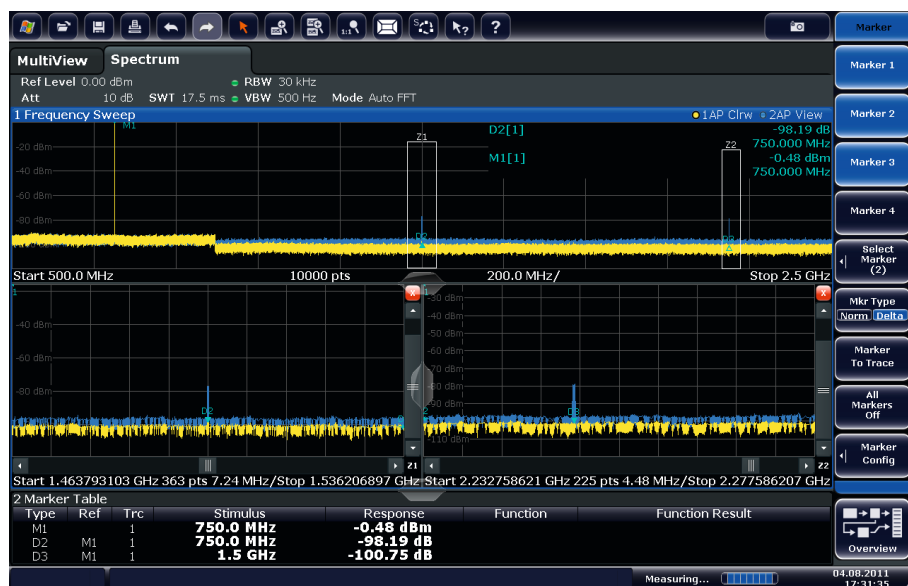 1:1
S
?
?
Marker
MultiView Spectrum
Ref Level 0.00 dBm RBW 30 kHz
Att 10 dB SWT 17.5 ms VBW 500 Hz Mode Auto FFT
1 Frequency Sweep 1AP Clrw 2AP View
M1
Z1
D2[1] -98.19 dB
Z2 750.000 MHz
M1[1] -0.48 dBm
750.000 MHz
-20 dBm
-40 dBm
-60 dBm
-80 dBm
D2
D3
Start 500.0 MHz 10000 pts 200.0 MHz/ Stop 2.5 GHz
1
-40 dBm
-60 dBm
-80 dBm
D2
Z1
1
-30 dBm
-40 dBm
-50 dBm
-60 dBm
-70 dBm
-90 dBm
-110 dBm
D3
Z2
Start 1.463793103 GHz 363 pts 7.24 MHz/Stop 1.536206897 GHz
Start 2.232758621 GHz 225 pts 4.48 MHz/Stop 2.277586207 GHz
2 Marker Table
Type Ref Trc Stimulus Response Function Function Result
M1 1 750.0 MHz -0.48 dBm
D2 M1 1 750.0 MHz -98.19 dB
D3 M1 1 1.5 GHz -100.75 dB
Measuring...
04.08.2011
17:31:35
Marker 1
Marker 2
Marker 3
Marker 4
Select
Marker
(2)
Mkr Type
Norm Delta
Marker
To Trace
All
Markers
Off
Marker
Config
Overview